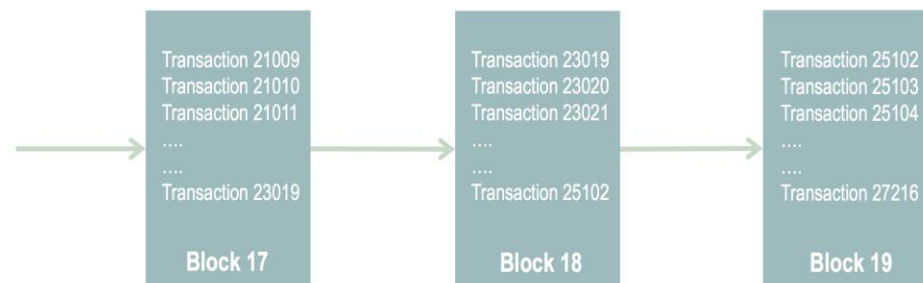 Transaction 21009
Transaction 21010
Transaction 21011
....
....
Transaction 23019
Block 17
Transaction 23019
Transaction 23020
Transaction 23021
....
....
Transaction 25102
Block 18
Transaction 25102
Transaction 25103
Transaction 25104
....
....
Transaction 27216
Block 19